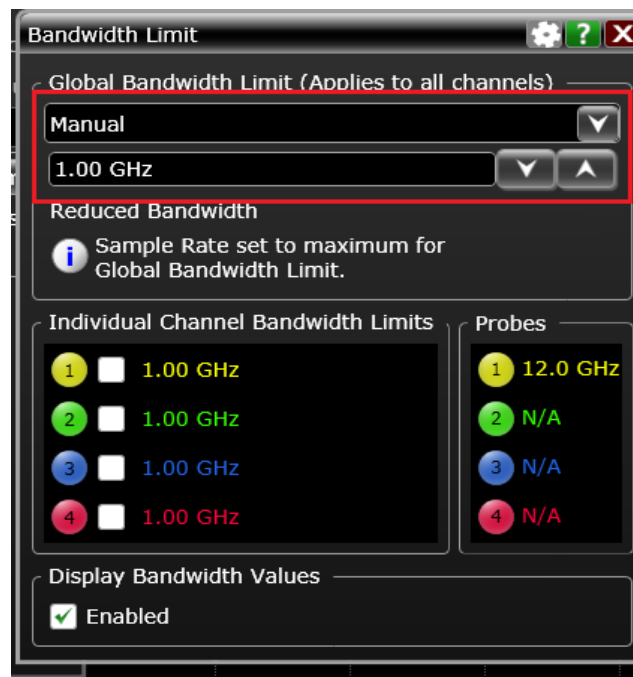 Bandwidth Limit
?
X
Global Bandwidth Limit (Applies to all channels)
Manual
1.00 GHz
Reduced Bandwidth
i
Sample Rate set to maximum for
Global Bandwidth Limit.
Individual Channel Bandwidth Limits
1 1.00 GHz
2 1.00 GHz
3 1.00 GHz
4 1.00 GHz
Probes
1 12.0 GHz
2 N/A
3 N/A
4 N/A
Display Bandwidth Values
Enabled